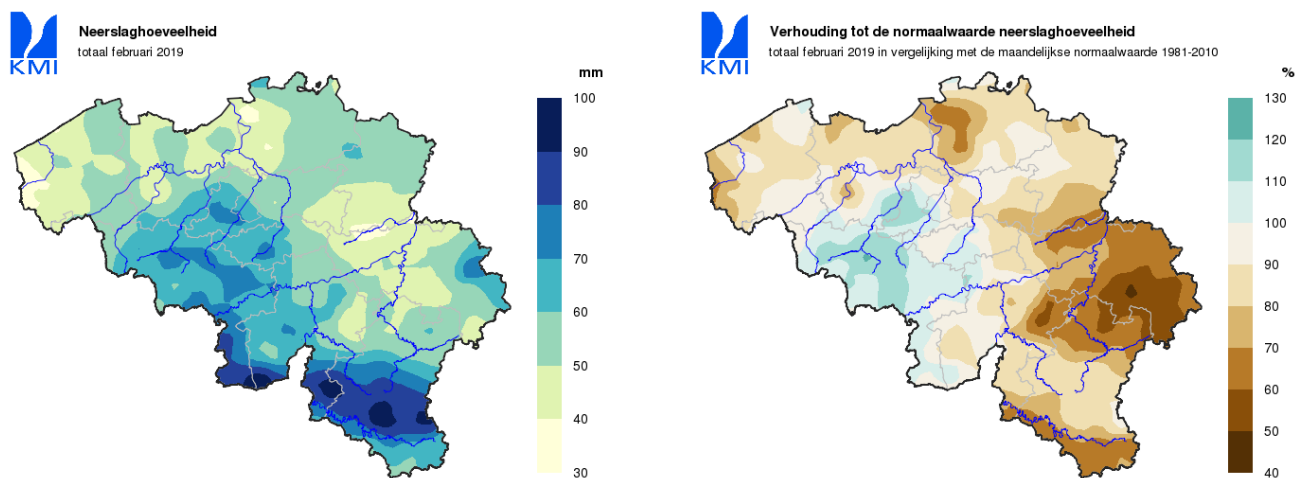 KMI
Neerslaghoeveelheid
totaal februari 2019
mm
100
90
80
70
60
50
40
30
KMI
Verhouding tot de normaalwaarde neerslaghoeveelheid
totaal februari 2019 in vergelijking met de maandelijkse normaalwaarde 1981-2010
%
130
120
110
100
90
80
70
60
50
40